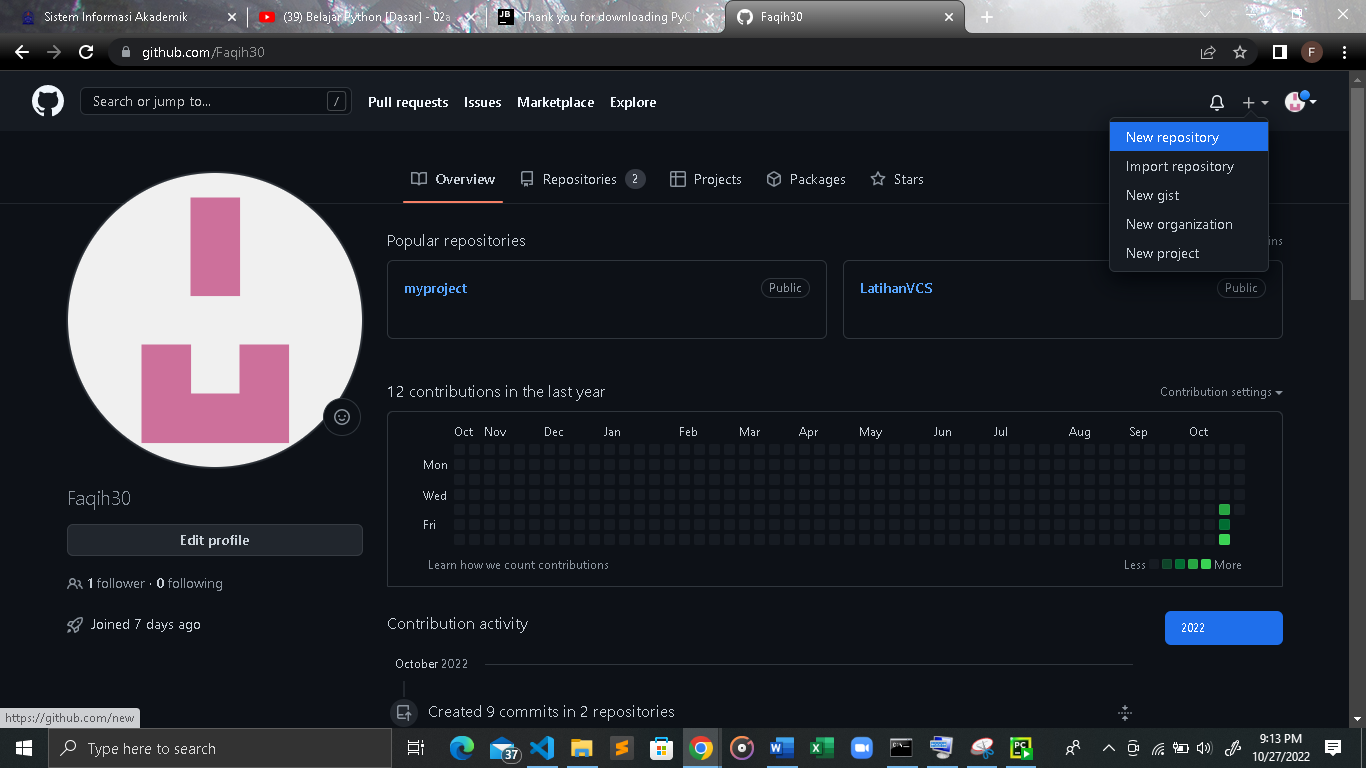 Sistem Informasi Akademik
(39) Belajar Python [Dasar] - 02a
JB
Thank you for downloading PyCh
Faqih30
github.com/Faqih30
F
Search or jump to...
/
Pull requests
Issues
Marketplace
Explore
New repository
Import repository
New gist
New organization
New project
Overview
Repositories 2
Projects
Packages
Stars
Popular repositories
myproject
Public
LatihanVCS
Public
12 contributions in the last year
Contribution settings
Oct Nov Dec Jan Feb Mar Apr May Jun Jul Aug Sep Oct
Mon
Wed
Fri
Learn how we count contributions
Less
More
Faqih30
Edit profile
1 follower · 0 following
Joined 7 days ago
Contribution activity
2022
October 2022
Created 9 commits in 2 repositories
https://github.com/new
Type here to search
37
PC
9:13 PM
10/27/2022